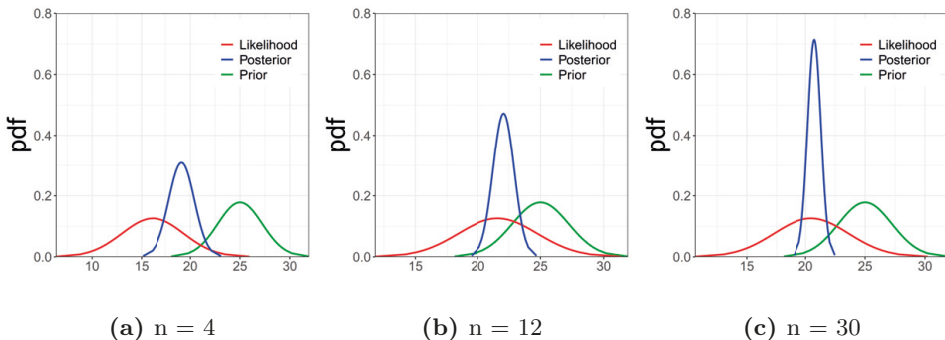 0.8
0.6
0.4
0.2
0.0
pdf
Likelihood
Posterior
Prior
10 15 20 25 30
(a) n = 4
0.8
0.6
0.4
0.2
0.0
pdf
Likelihood
Posterior
Prior
15 20 25 30
(b) n = 12
0.8
0.6
0.4
0.2
0.0
pdf
Likelihood
Posterior
Prior
15 20 25 30
(c) n = 30